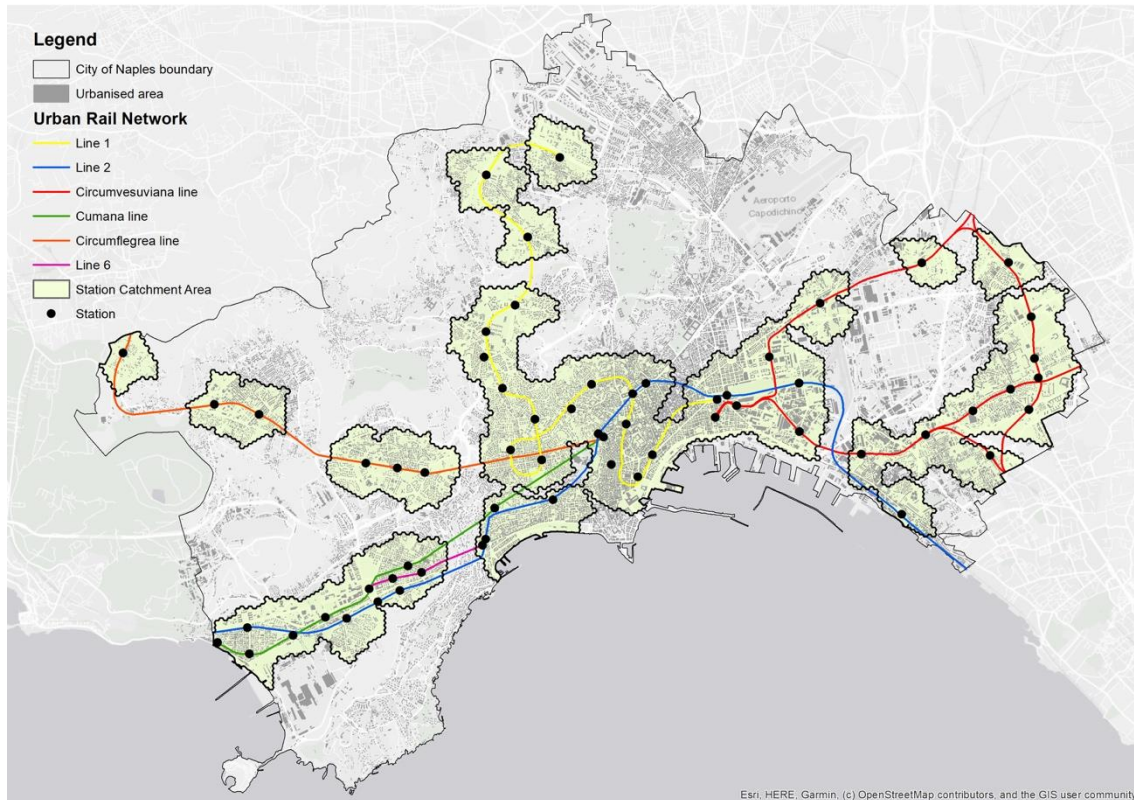 Legend
City of Naples boundary
Urbanised area
Urban Rail Network
Line 1
Line 2
Circumvesuviana line
Cumana line
Circumflegrea line
Line 6
Station Catchment Area
Station
Aeroporto
Capodichino
Esri, HERE, Garmin, (c) OpenStreetMap contributors, and the GIS user community